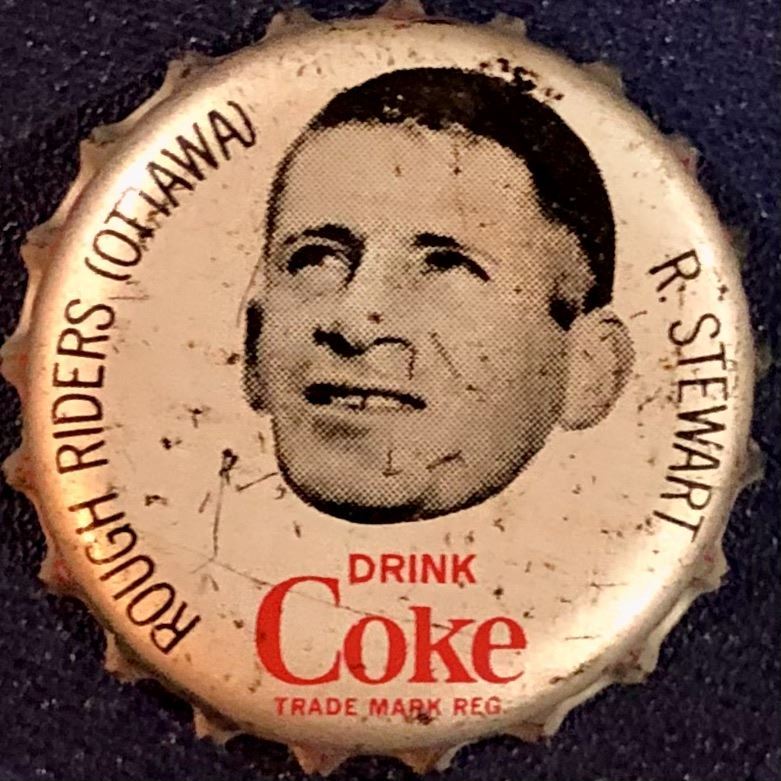 ROUGH RIDERS (OTTAWA)
R. STEWART
DRINK
Coke
TRADE MARK REG.